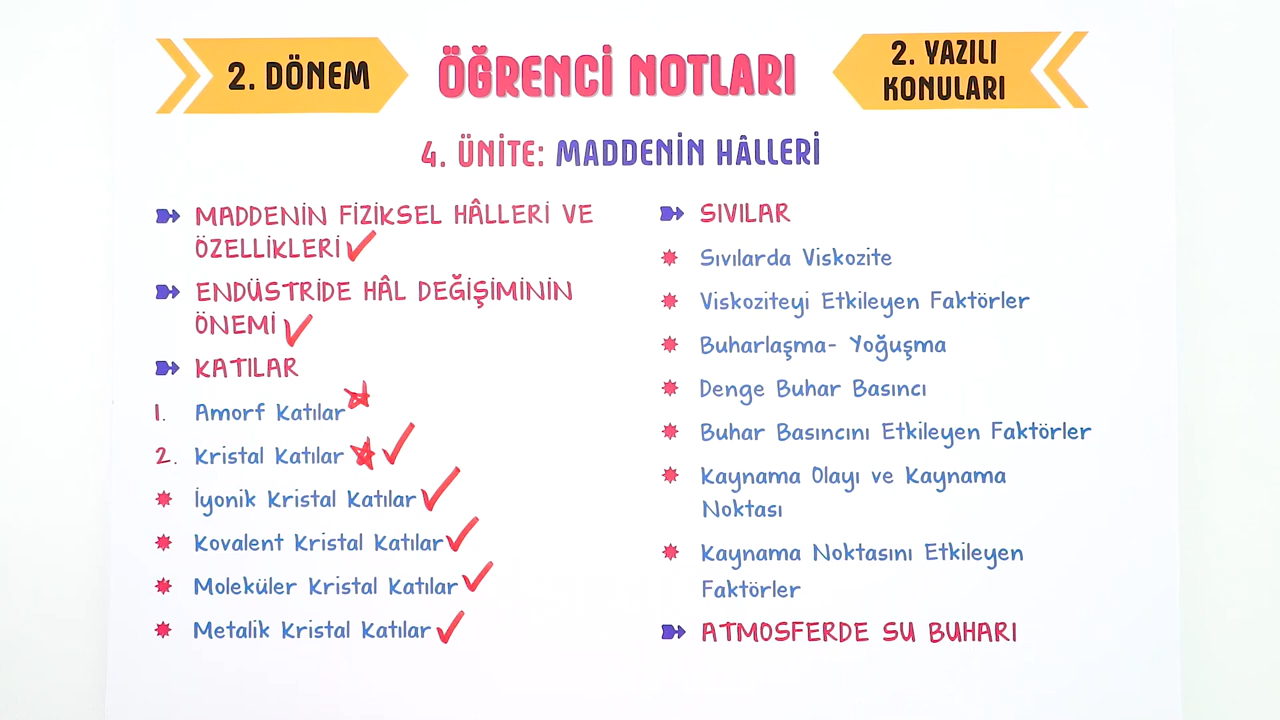 2. DÖNEM
ÖĞRENCİ NOTLARI
2. YAZILI
KONULARI
4. ÜNİTE: MADDENİN HÂLLERİ
MADDENİN FİZİKSEL HÂLLERİ VE
ÖZELLİKLERİ
ENDÜSTRİDE HÂL DEĞİŞİMİNİN
ÖNEMİ
KATILAR
1. Amorf Katılar
2. Kristal Katılar
İyonik Kristal Katılar
Kovalent Kristal Katılar
Moleküler Kristal Katılar
Metalik Kristal Katılar
SIVILAR
Sıvılarda Viskozite
Viskoziteyi Etkileyen Faktörler
Buharlaşma- Yoğuşma
Denge Buhar Basıncı
Buhar Basıncını Etkileyen Faktörler
Kaynama Olayı ve Kaynama
Noktası
Kaynama Noktasını Etkileyen
Faktörler
ATMOSFERDE SU BUHARI